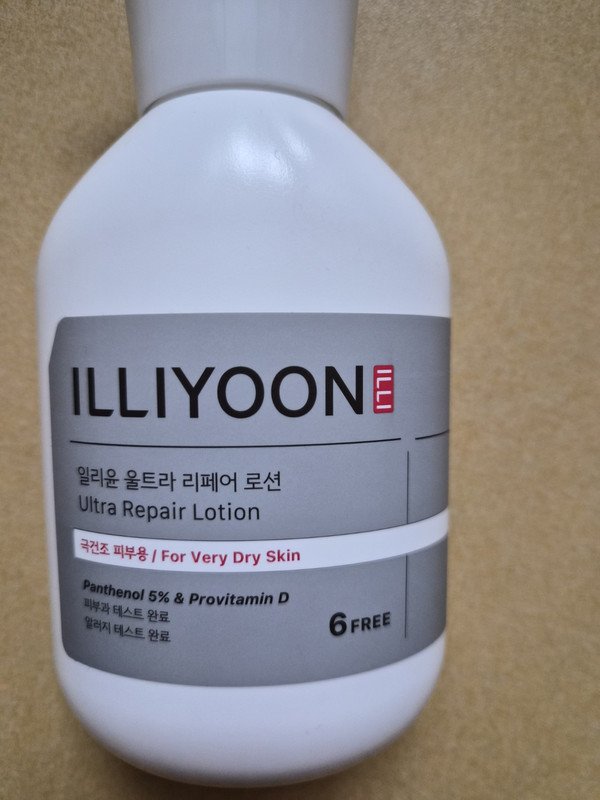 ILLIYOON ILLI
일리윤 울트라 리페어 로션
Ultra Repair Lotion
극건조 피부용 / For Very Dry Skin
Panthenol 5% & Provitamin D
피부과 테스트 완료
알러지 테스트 완료
6 FREE